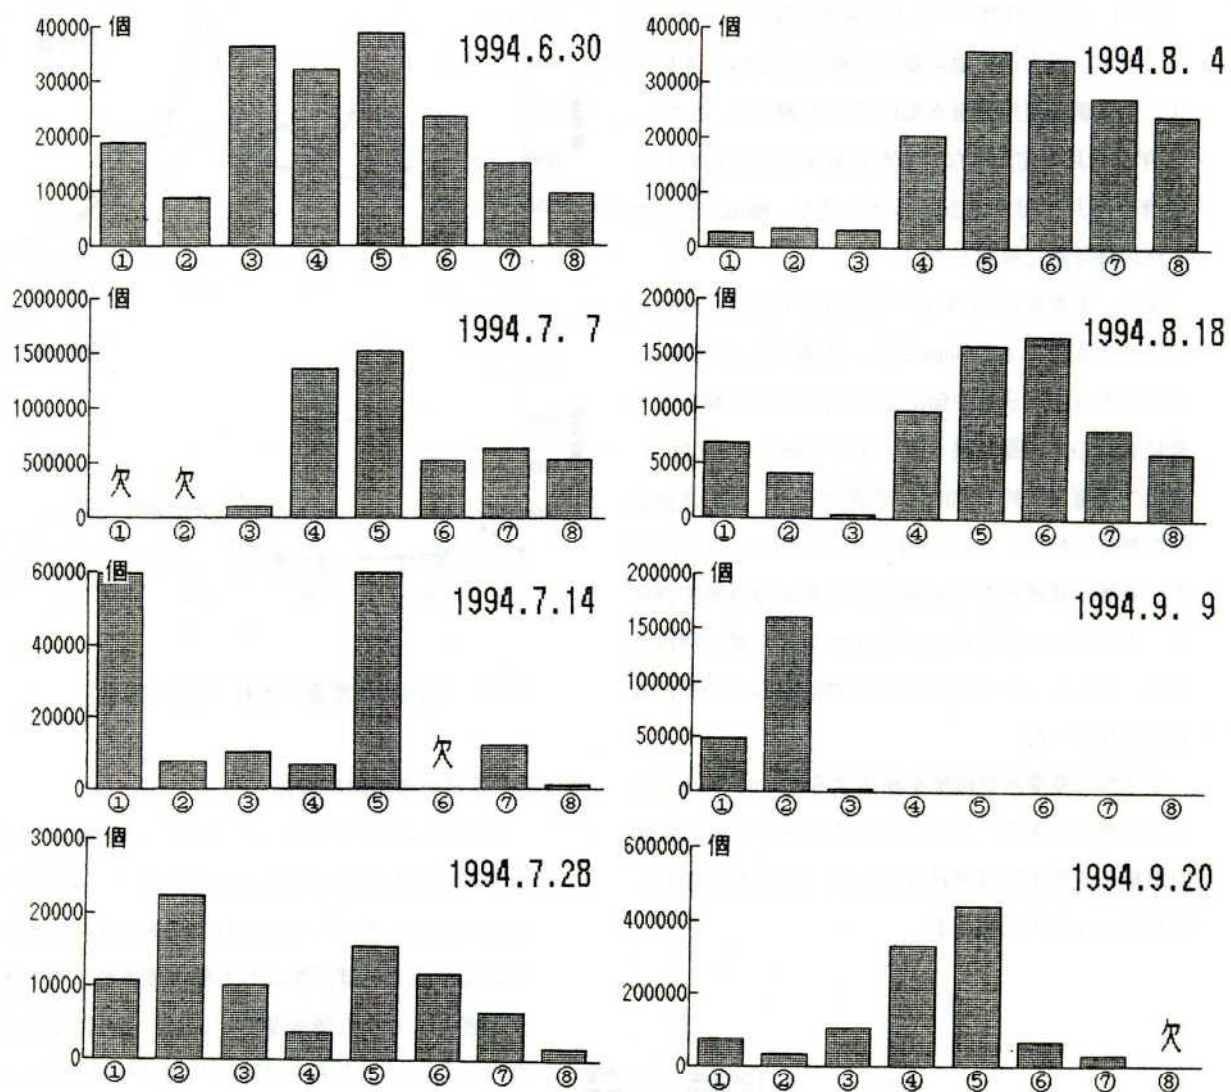 個
1994.6.30
40000
30000
20000
10000
0
① ② ③ ④ ⑤ ⑥ ⑦ ⑧
個
1994.8. 4
40000
30000
20000
10000
0
① ② ③ ④ ⑤ ⑥ ⑦ ⑧
個
1994.7. 7
2000000
1500000
1000000
500000
0
欠 欠
① ② ③ ④ ⑤ ⑥ ⑦ ⑧
個
1994.8.18
20000
15000
10000
5000
0
① ② ③ ④ ⑤ ⑥ ⑦ ⑧
個
1994.7.14
60000
40000
20000
0
欠
① ② ③ ④ ⑤ ⑥ ⑦ ⑧
個
1994.9. 9
200000
150000
100000
50000
0
① ② ③ ④ ⑤ ⑥ ⑦ ⑧
個
1994.7.28
30000
20000
10000
0
① ② ③ ④ ⑤ ⑥ ⑦ ⑧
個
1994.9.20
600000
400000
200000
0
欠
① ② ③ ④ ⑤ ⑥ ⑦ ⑧